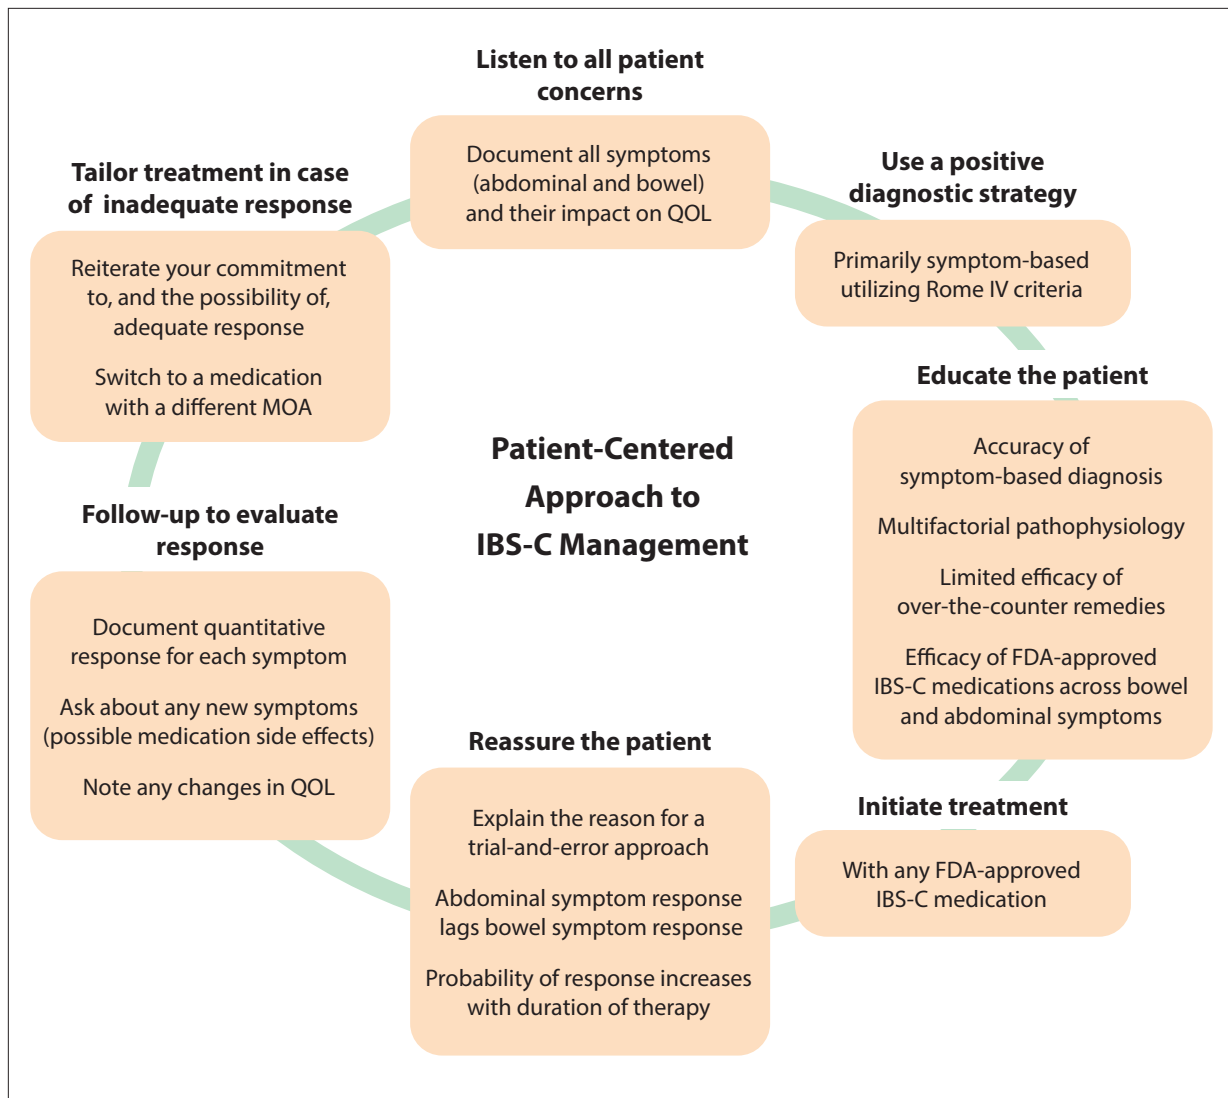 Listen to all patient
concerns
Document all symptoms
(abdominal and bowel)
and their impact on QOL
Use a positive
diagnostic strategy
Primarily symptom-based
utilizing Rome IV criteria
Educate the patient
Accuracy of
symptom-based diagnosis
Multifactorial pathophysiology
Limited efficacy of
over-the-counter remedies
Efficacy of FDA-approved
IBS-C medications across bowel
and abdominal symptoms
Initiate treatment
With any FDA-approved
IBS-C medication
Reassure the patient
Explain the reason for a
trial-and-error approach
Abdominal symptom response
lags bowel symptom response
Probability of response increases
with duration of therapy
Follow-up to evaluate
response
Document quantitative
response for each symptom
Ask about any new symptoms
(possible medication side effects)
Note any changes in QOL
Tailor treatment in case
of inadequate response
Reiterate your commitment
to, and the possibility of,
adequate response
Switch to a medication
with a different MOA
Patient-Centered
Approach to
IBS-C Management